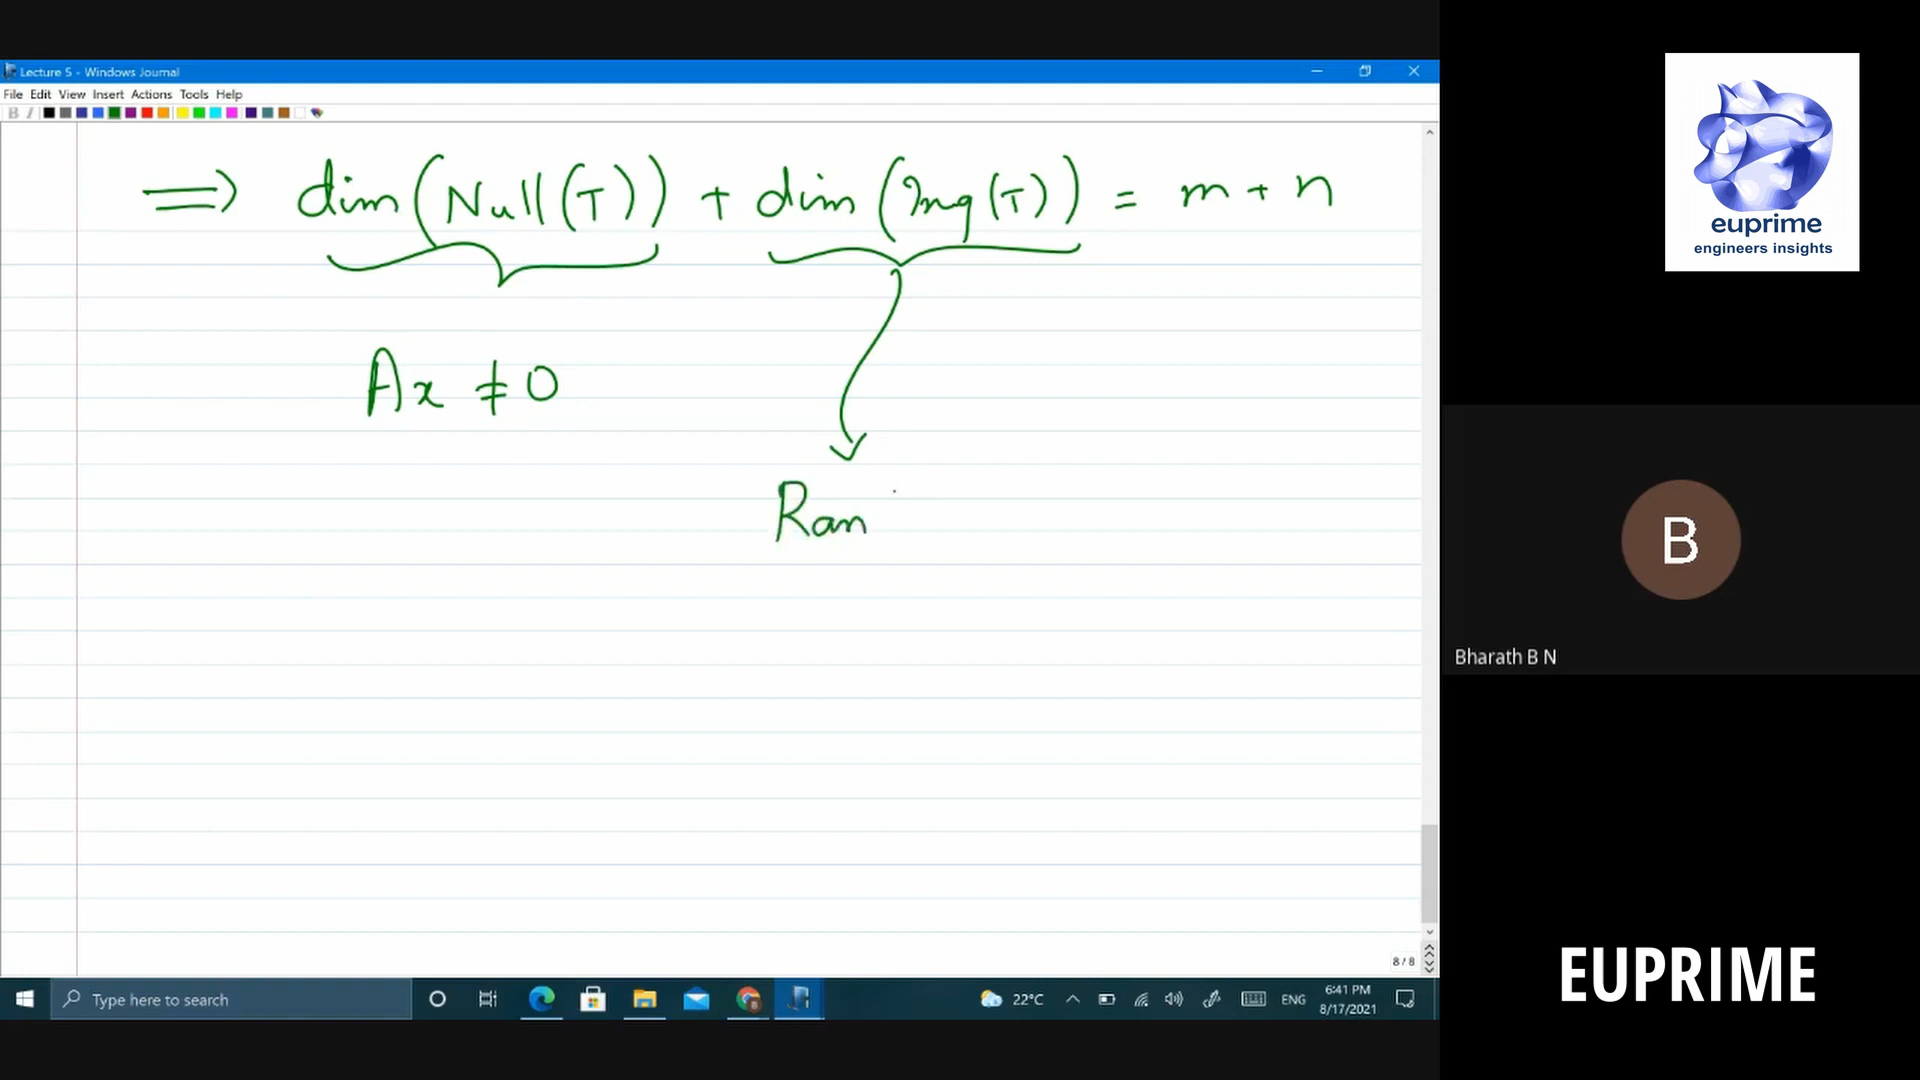 Lecture 5 - Windows Journal
File Edit View Insert Actions Tools Help
B I
⟹ dim(Null(T)) + dim(Img(T)) = m + n
Ax ≠ 0
Ran
8 / 8
Type here to search
22°C
ENG
6:41 PM
8/17/2021
euprime
engineers insights
B
Bharath B N
EUPRIME